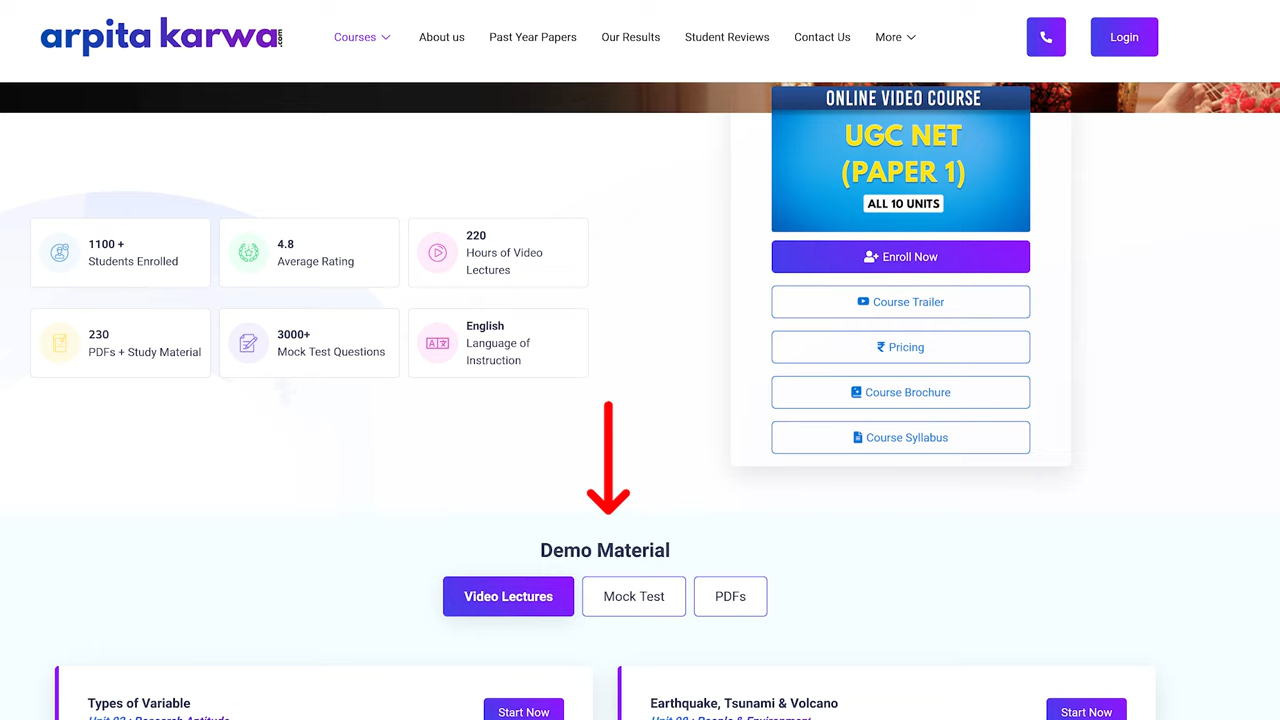 arpita karwa.com
Courses
About us
Past Year Papers
Our Results
Student Reviews
Contact Us
More
Login
ONLINE VIDEO COURSE
UGC NET
(PAPER 1)
ALL 10 UNITS
Enroll Now
Course Trailer
₹ Pricing
Course Brochure
Course Syllabus
1100 +
Students Enrolled
4.8
Average Rating
220
Hours of Video
Lectures
230
PDFs + Study Material
3000+
Mock Test Questions
English
Language of
Instruction
Demo Material
Video Lectures
Mock Test
PDFs
Types of Variable
Start Now
Earthquake, Tsunami & Volcano
Start Now